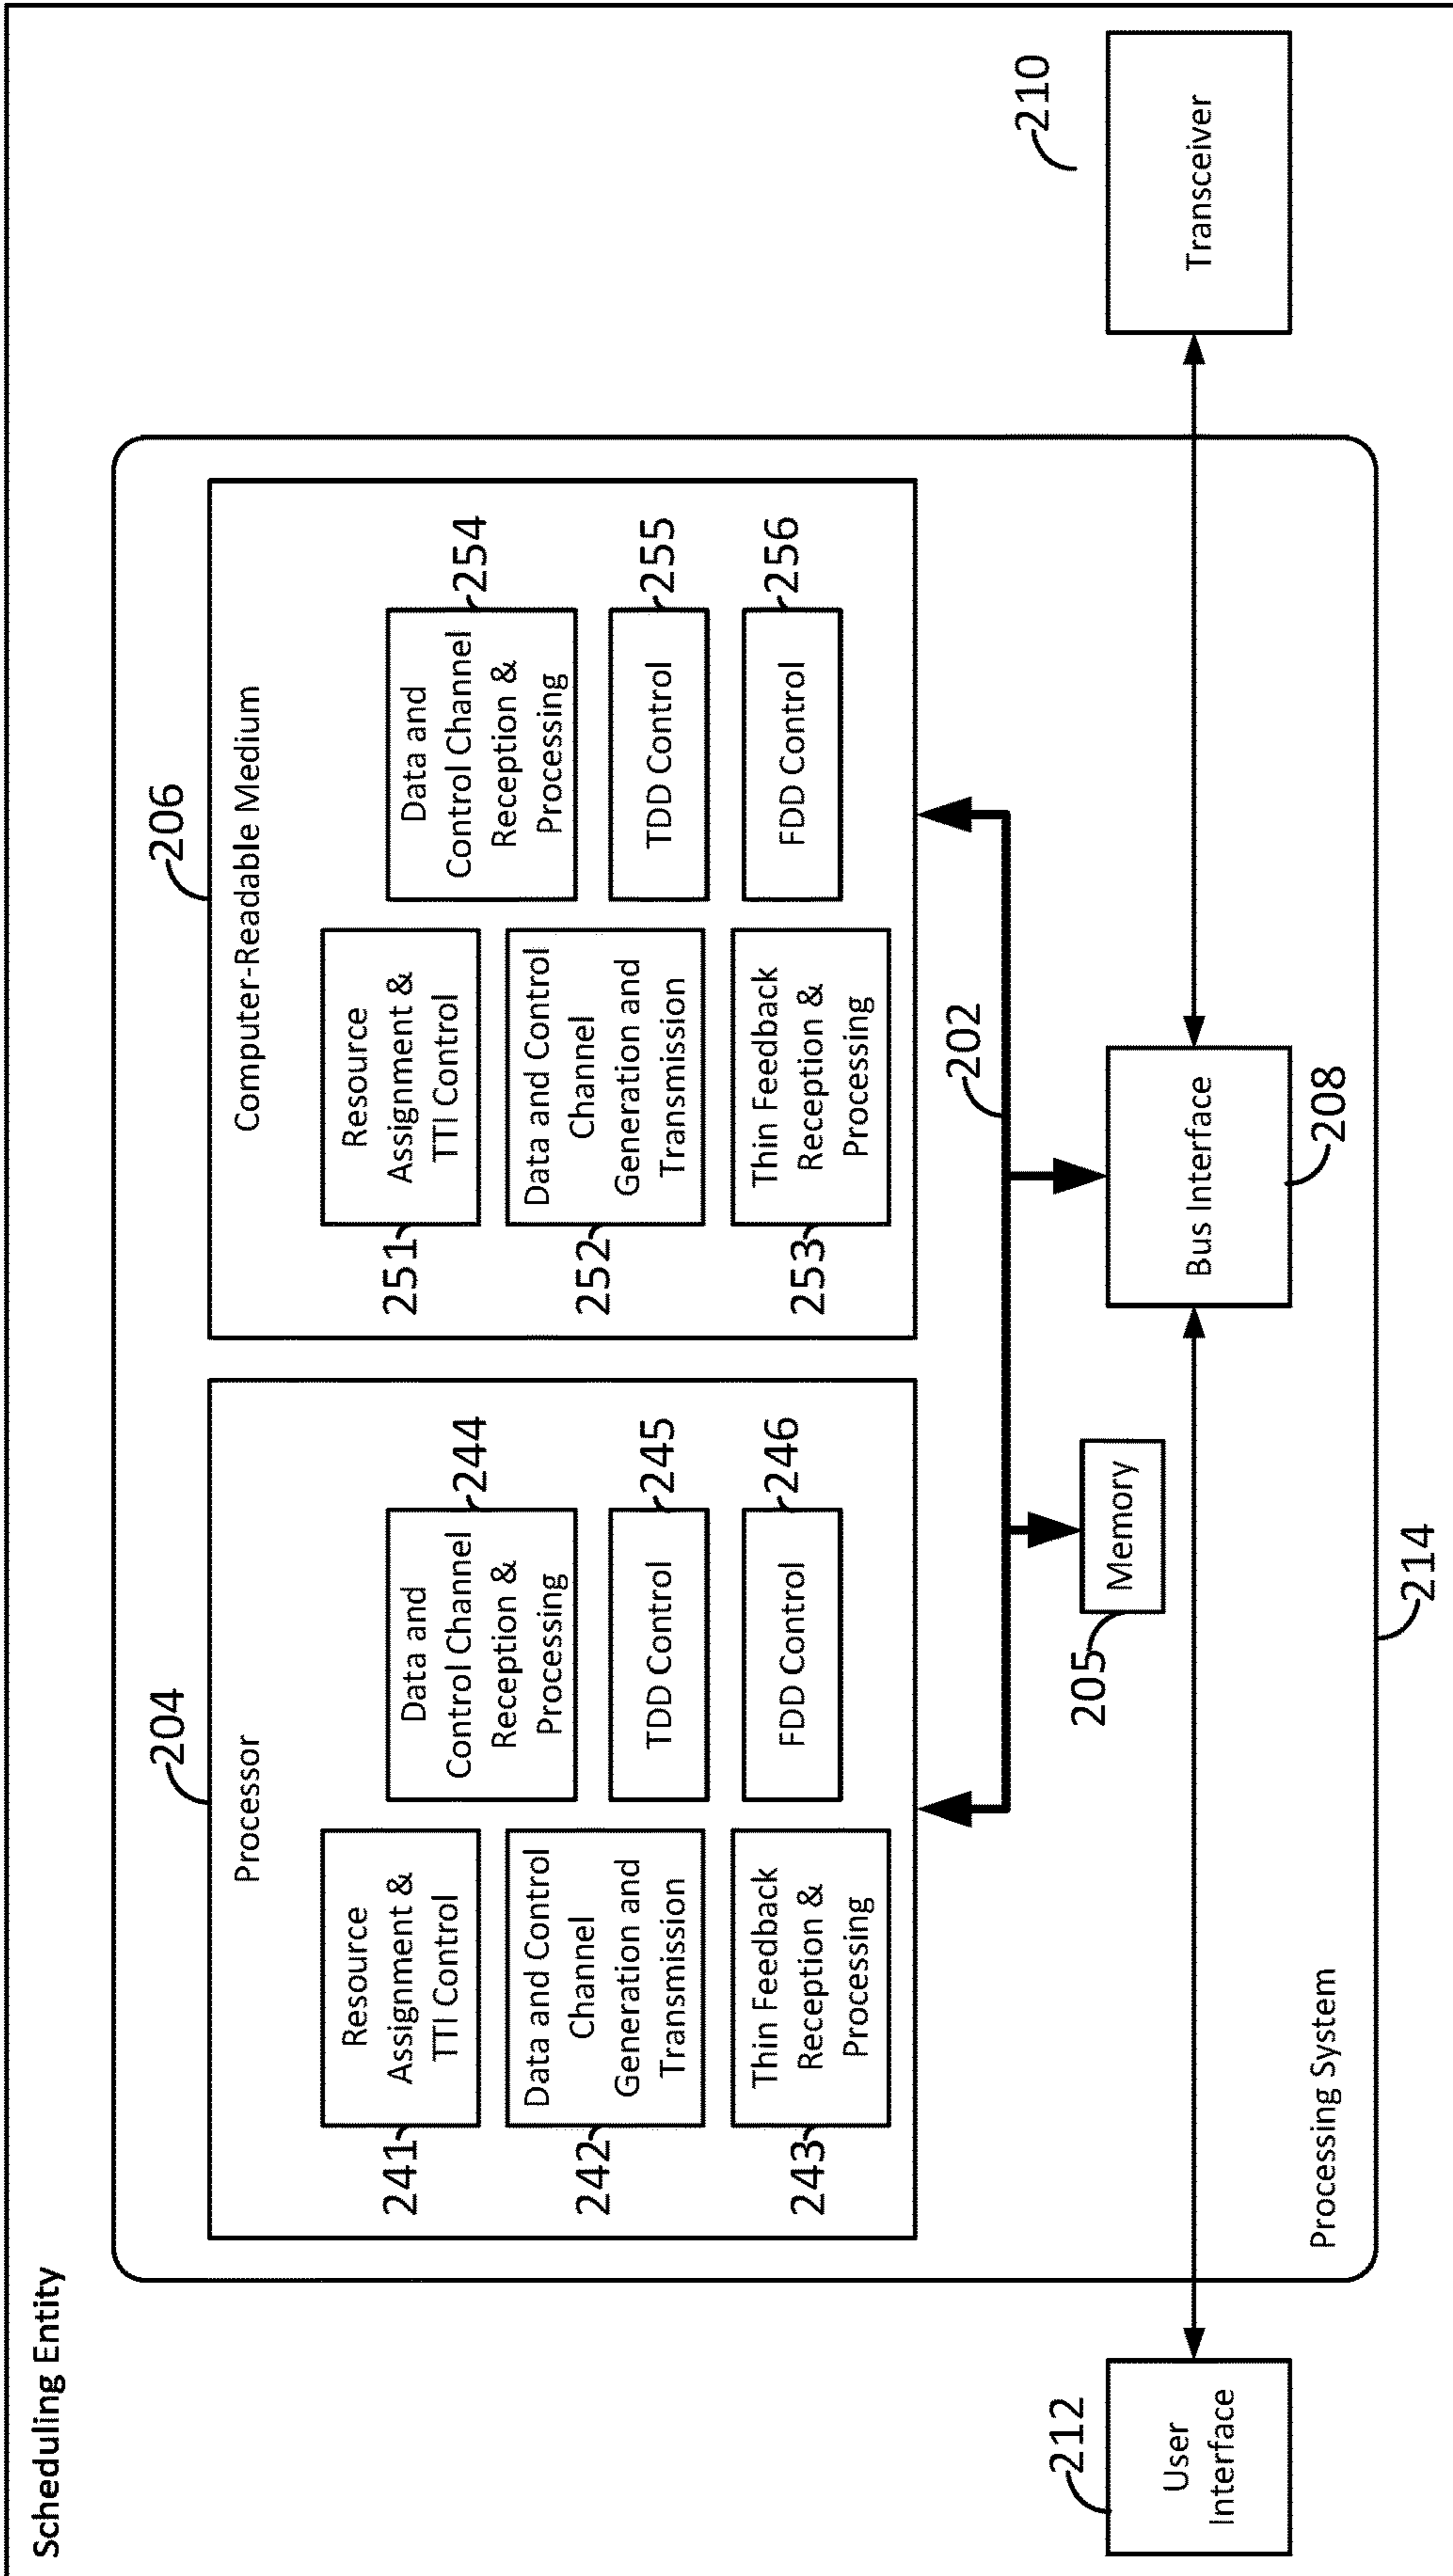 Scheduling Entity
204
Processor
241
Resource
Assignment &
TTI Control
242
Data and Control
Channel
Generation and
Transmission
243
Thin Feedback
Reception &
Processing
244
Data and
Control Channel
Reception &
Processing
245
TDD Control
246
FDD Control
206
Computer-Readable Medium
251
Resource
Assignment &
TTI Control
252
Data and Control
Channel
Generation and
Transmission
253
Thin Feedback
Reception &
Processing
254
Data and
Control Channel
Reception &
Processing
255
TDD Control
256
FDD Control
202
205
Memory
212
User
Interface
Bus Interface
208
210
Transceiver
Processing System
214